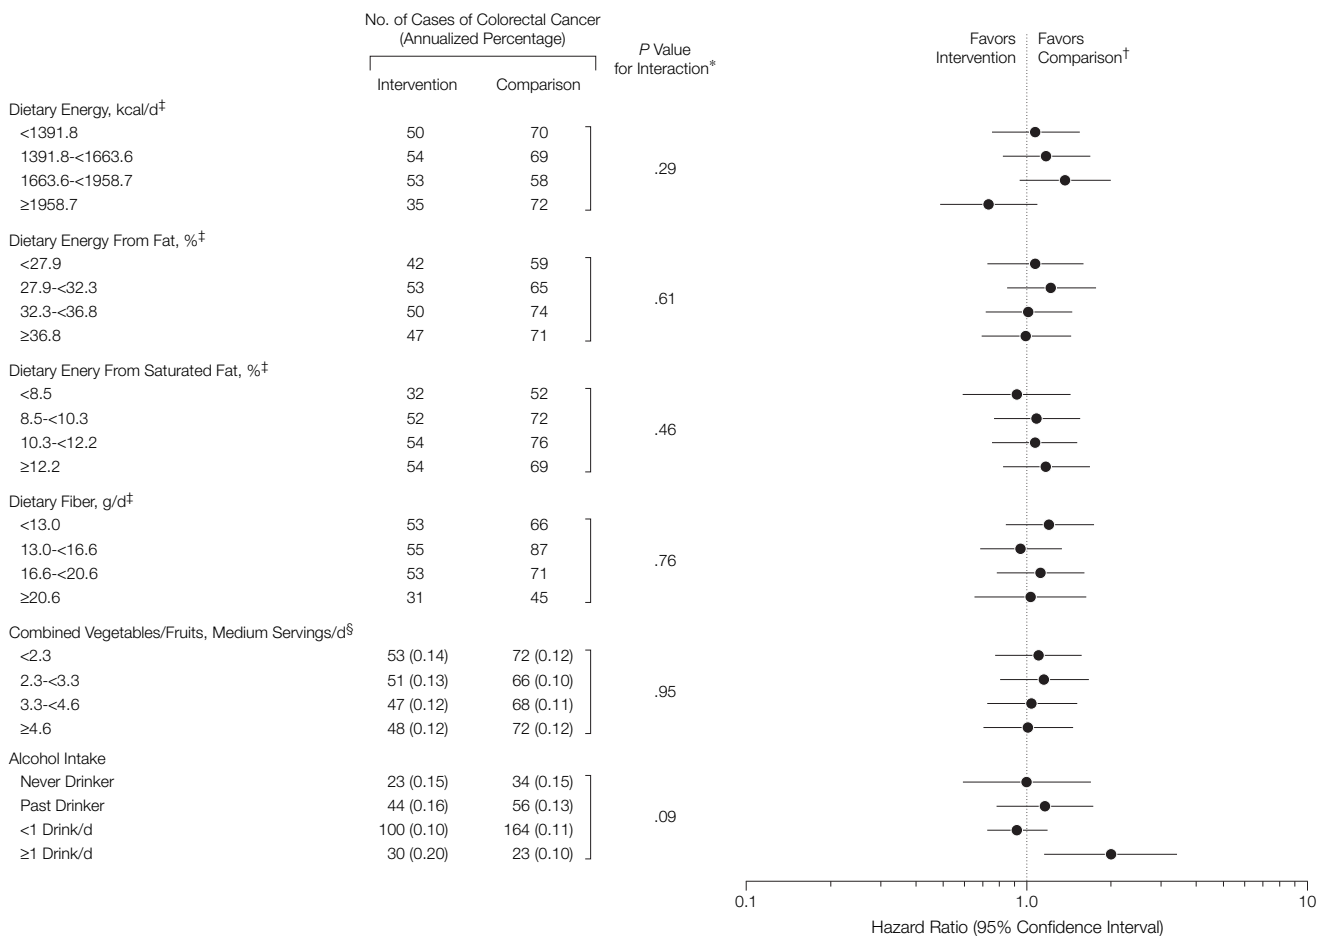 No. of Cases of Colorectal Cancer
(Annualized Percentage)
P Value
for Interaction*
Favors
Intervention
Favors
Comparison†
Intervention Comparison
Dietary Energy, kcal/d‡
<1391.8 50 70
1391.8-<1663.6 54 69
.29
1663.6-<1958.7 53 58
≥1958.7 35 72
Dietary Energy From Fat, %‡
<27.9 42 59
27.9-<32.3 53 65
.61
32.3-<36.8 50 74
≥36.8 47 71
Dietary Enery From Saturated Fat, %‡
<8.5 32 52
8.5-<10.3 52 72
.46
10.3-<12.2 54 76
≥12.2 54 69
Dietary Fiber, g/d‡
<13.0 53 66
13.0-<16.6 55 87
.76
16.6-<20.6 53 71
≥20.6 31 45
Combined Vegetables/Fruits, Medium Servings/d§
<2.3 53 (0.14) 72 (0.12)
2.3-<3.3 51 (0.13) 66 (0.10)
.95
3.3-<4.6 47 (0.12) 68 (0.11)
≥4.6 48 (0.12) 72 (0.12)
Alcohol Intake
Never Drinker 23 (0.15) 34 (0.15)
Past Drinker 44 (0.16) 56 (0.13)
.09
<1 Drink/d 100 (0.10) 164 (0.11)
≥1 Drink/d 30 (0.20) 23 (0.10)
0.1 1.0 10
Hazard Ratio (95% Confidence Interval)